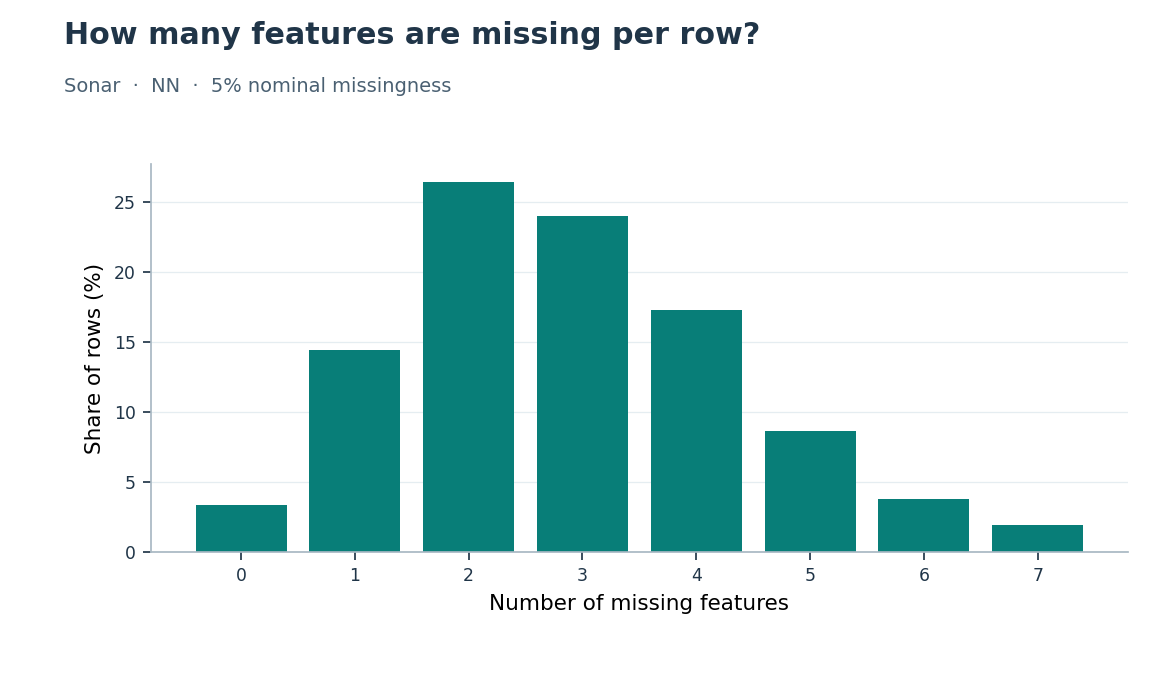 How many features are missing per row?
Sonar · NN · 5% nominal missingness
Share of rows (%)
25
20
15
10
5
0
0 1 2 3 4 5 6 7
Number of missing features